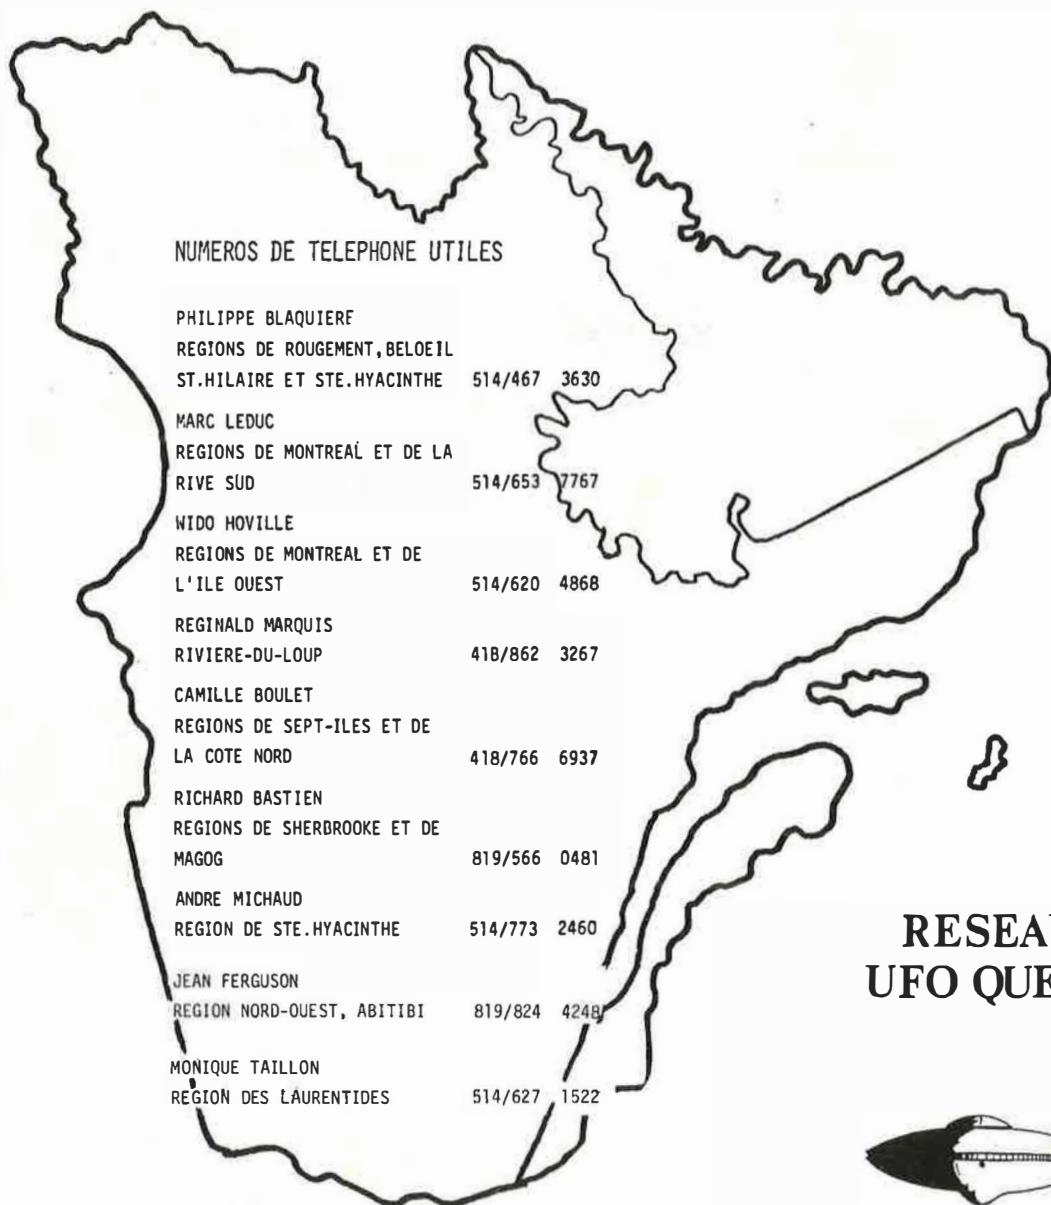 NUMEROS DE TELEPHONE UTILES
PHILIPPE BLAQUIERE
REGIONS DE ROUGEMENT, BELOEIL
ST.HILAIRE ET STE.HYACINTHE 514/467 3630
MARC LEDUC
REGIONS DE MONTREAL ET DE LA
RIVE SUD 514/653 7767
WIDO HOVILLE
REGIONS DE MONTREAL ET DE
L'ILE OUEST 514/620 4868
REGINALD MARQUIS
RIVIERE-DU-LOUP 418/862 3267
CAMILLE BOULET
REGIONS DE SEPT-ILES ET DE
LA COTE NORD 418/766 6937
RICHARD BASTIEN
REGIONS DE SHERBROOKE ET DE
MAGOG 819/566 0481
ANDRE MICHAUD
REGION DE STE.HYACINTHE 514/773 2460
JEAN FERGUSON
REGION NORD-OUEST, ABITIBI 819/824 4248
MONIQUE TAILLON
REGION DES LAURENTIDES 514/627 1522
RESEA
UFO QUE